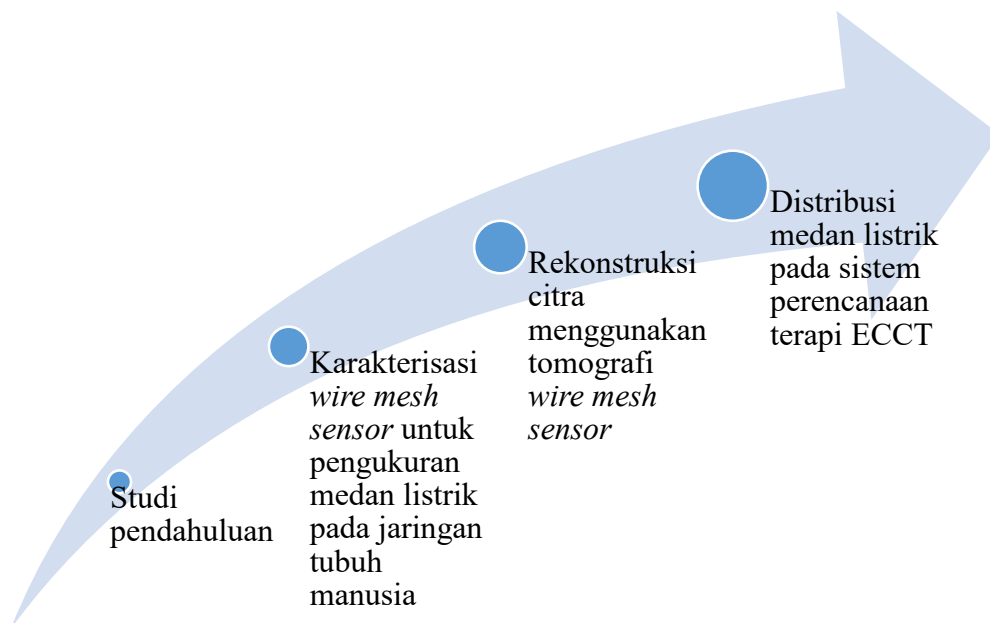 Studi
pendahuluan
Karakterisasi
wire mesh
sensor untuk
pengukuran
medan listrik
pada jaringan
tubuh
manusia
Rekonstruksi
citra
menggunakan
tomografi
wire mesh
sensor
Distribusi
medan listrik
pada sistem
perencanaan
terapi ECCT